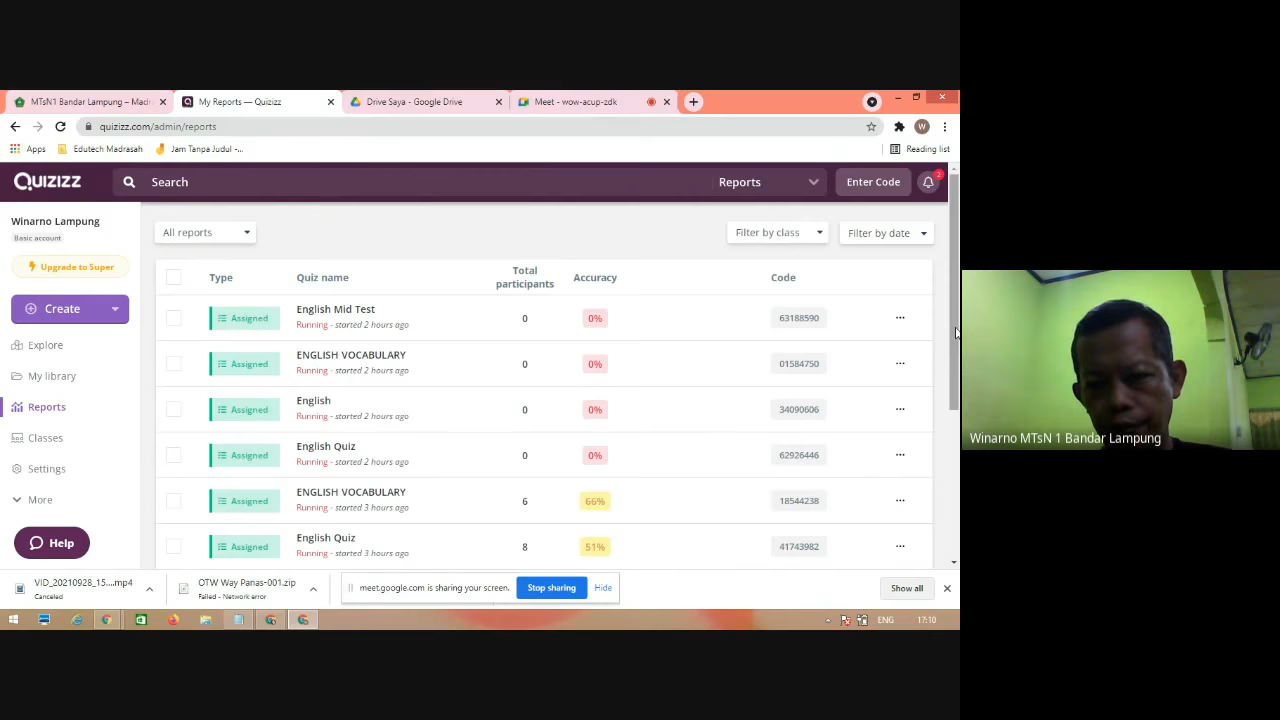 MTsN1 Bandar Lampung – Madr
My Reports — Quizizz
Drive Saya - Google Drive
Meet - wow-acup-zdk
quizizz.com/admin/reports
W
Apps
Edutech Madrasah
Jam Tanpa Judul -...
Reading list
QUIZIZZ
Search
Reports
Enter Code
2
Winarno Lampung
Basic account
Upgrade to Super
Create
Explore
My library
Reports
Classes
Settings
More
Help
All reports
Filter by class
Filter by date
Type
Quiz name
Total
participants
Accuracy
Code
Assigned
English Mid Test
Running - started 2 hours ago
0
0%
63188590
Assigned
ENGLISH VOCABULARY
Running - started 2 hours ago
0
0%
01584750
Assigned
English
Running - started 2 hours ago
0
0%
34090606
Assigned
English Quiz
Running - started 2 hours ago
0
0%
62926446
Assigned
ENGLISH VOCABULARY
Running - started 3 hours ago
6
66%
18544238
Assigned
English Quiz
Running - started 3 hours ago
8
51%
41743982
Winarno MTsN 1 Bandar Lampung
VID_20210928_15....mp4
Canceled
OTW Way Panas-001.zip
Failed - Network error
meet.google.com is sharing your screen.
Stop sharing
Hide
Show all
ENG
17:10